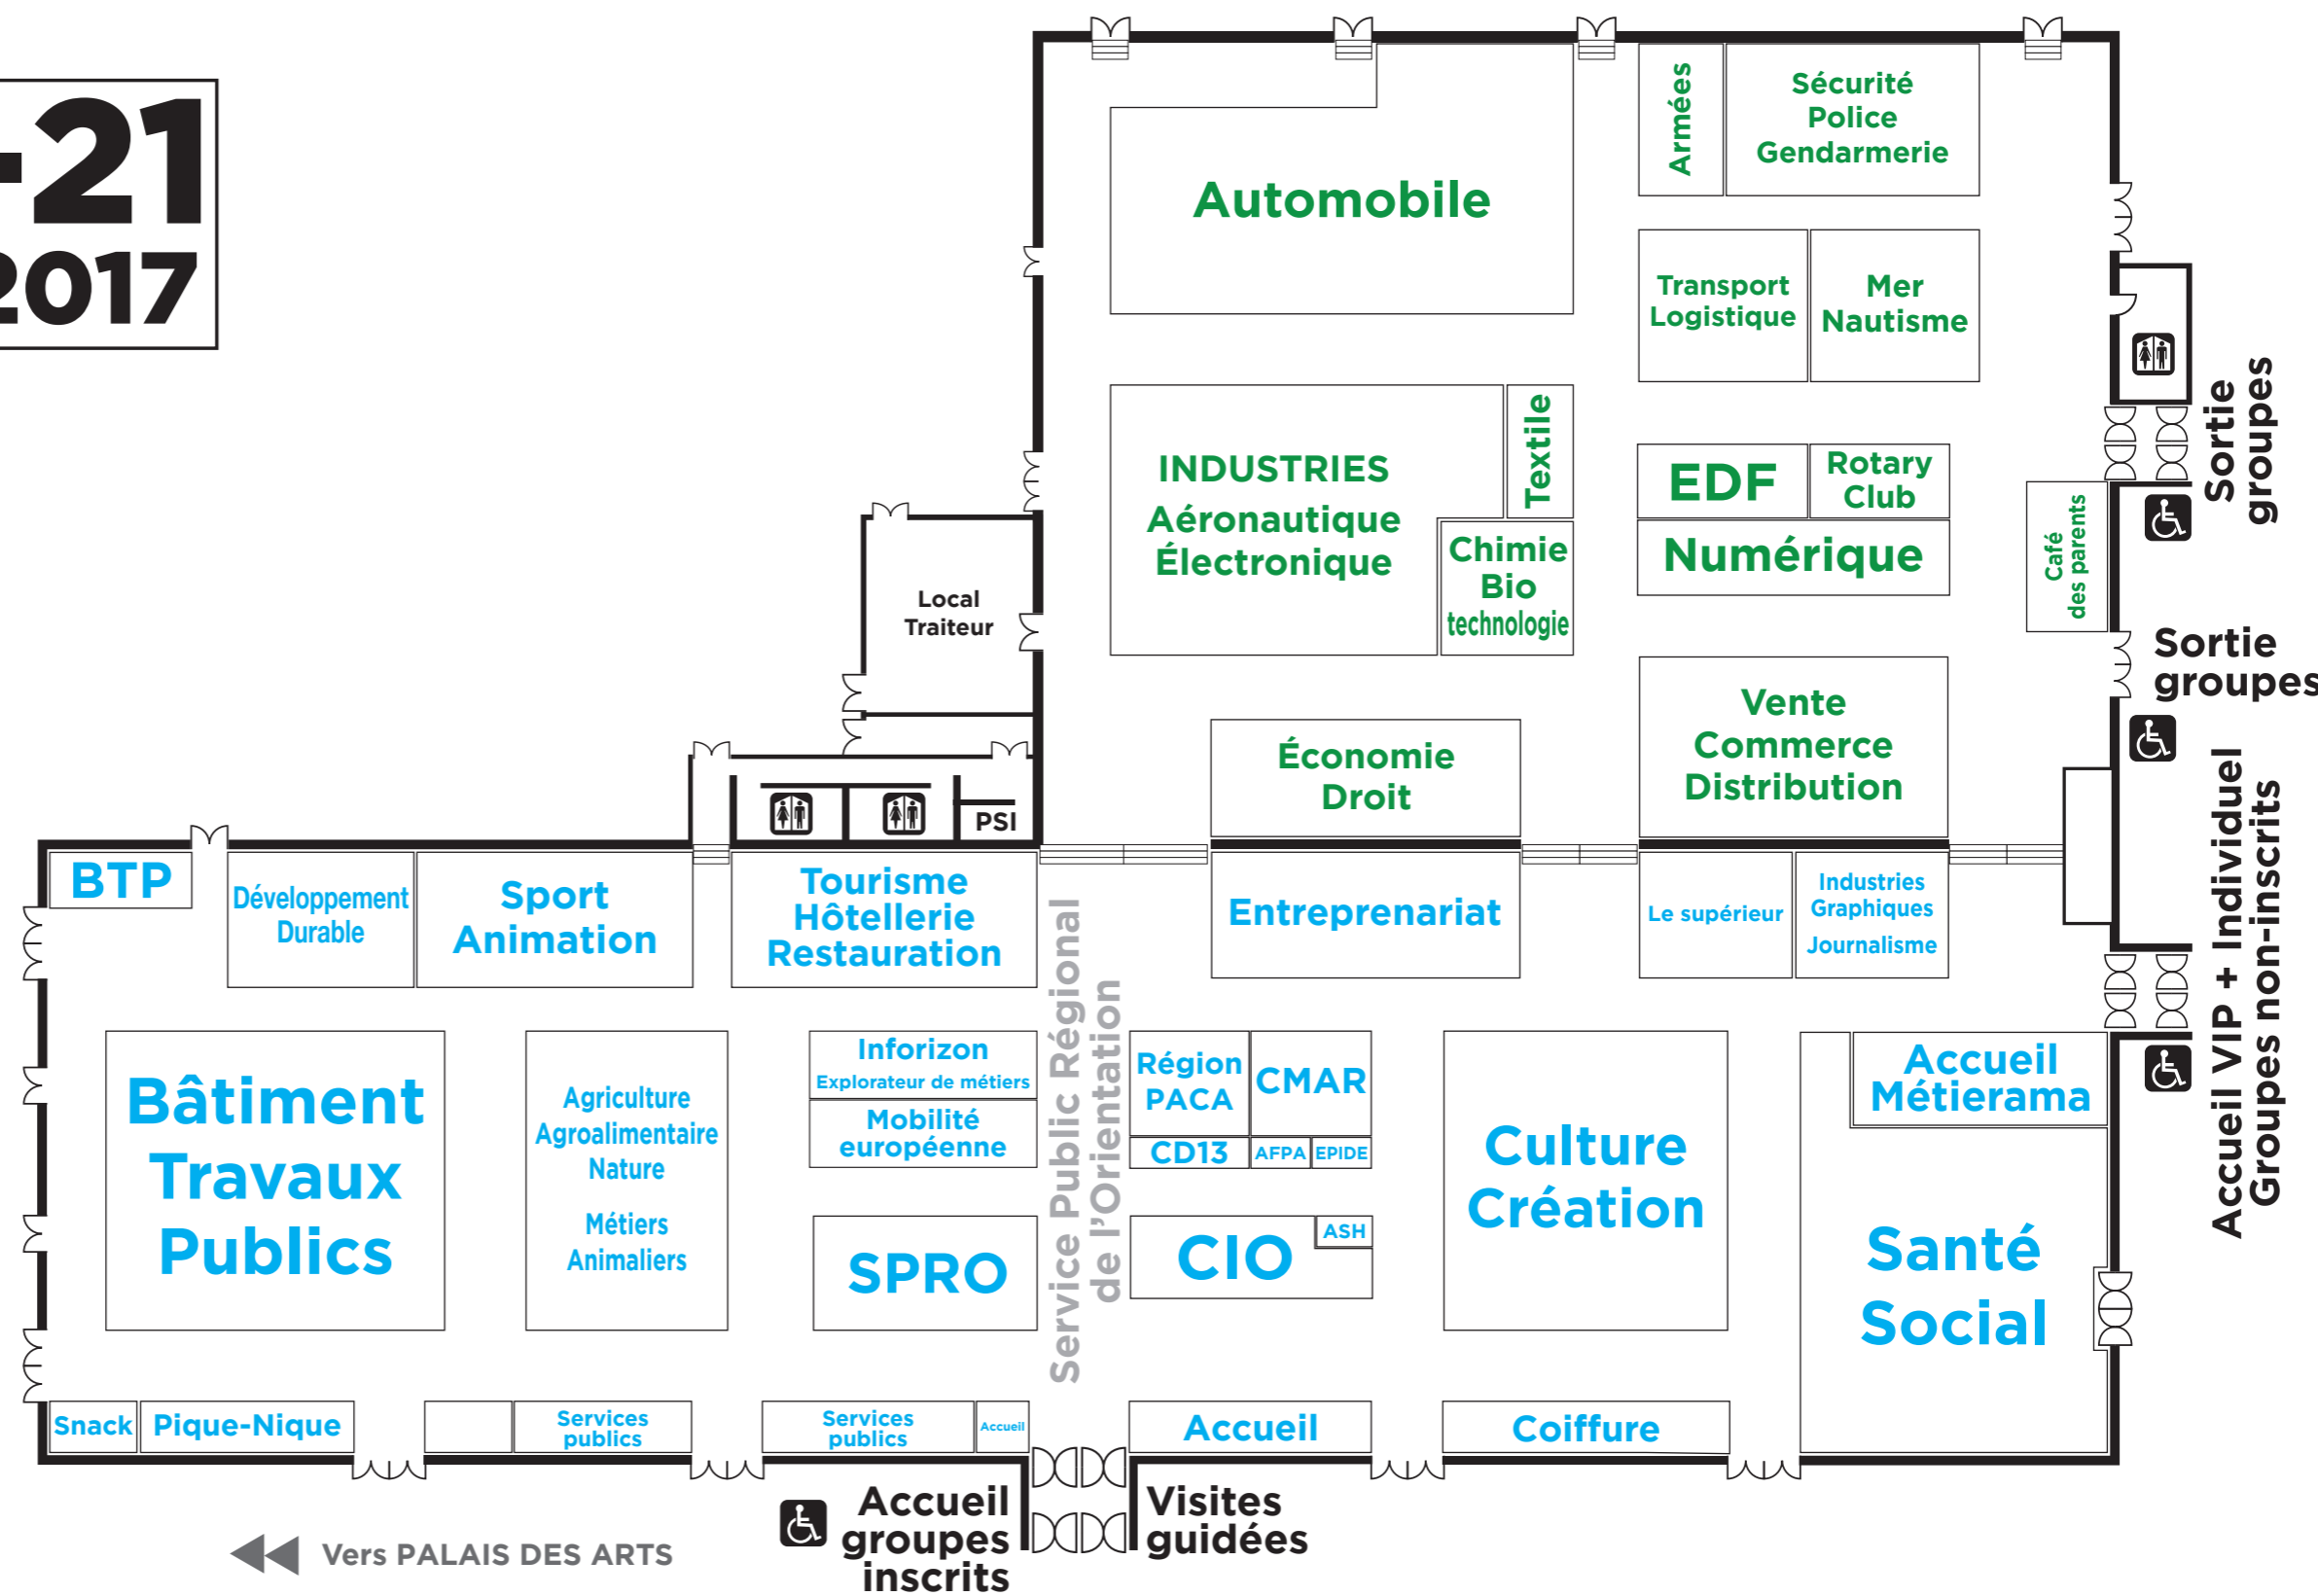 -21
2017
Automobile
Armées
Sécurité
Police
Gendarmerie
Transport
Logistique
Mer
Nautisme
INDUSTRIES
Aéronautique
Électronique
Textile
Chimie
Bio
technologie
EDF
Rotary
Club
Numérique
Café
des parents
Sortie
groupes
Sortie
groupes
Local
Traiteur
Économie
Droit
Vente
Commerce
Distribution
PSI
BTP
Développement
Durable
Sport
Animation
Tourisme
Hôtellerie
Restauration
Service Public Régional
de l'Orientation
Entreprenariat
Le supérieur
Industries
Graphiques
Journalisme
Accueil VIP + Individuel
Groupes non-inscrits
Bâtiment
Travaux
Publics
Agriculture
Agroalimentaire
Nature
Métiers
Animaliers
Inforizon
Explorateur de métiers
Mobilité
européenne
SPRO
Région
PACA
CMAR
CD13
AFPA
EPIDE
CIO
ASH
Culture
Création
Accueil
Métierama
Santé
Social
Snack
Pique-Nique
Services
publics
Services
publics
Accueil
Accueil
Coiffure
Accueil
groupes
inscrits
Visites
guidées
Vers PALAIS DES ARTS